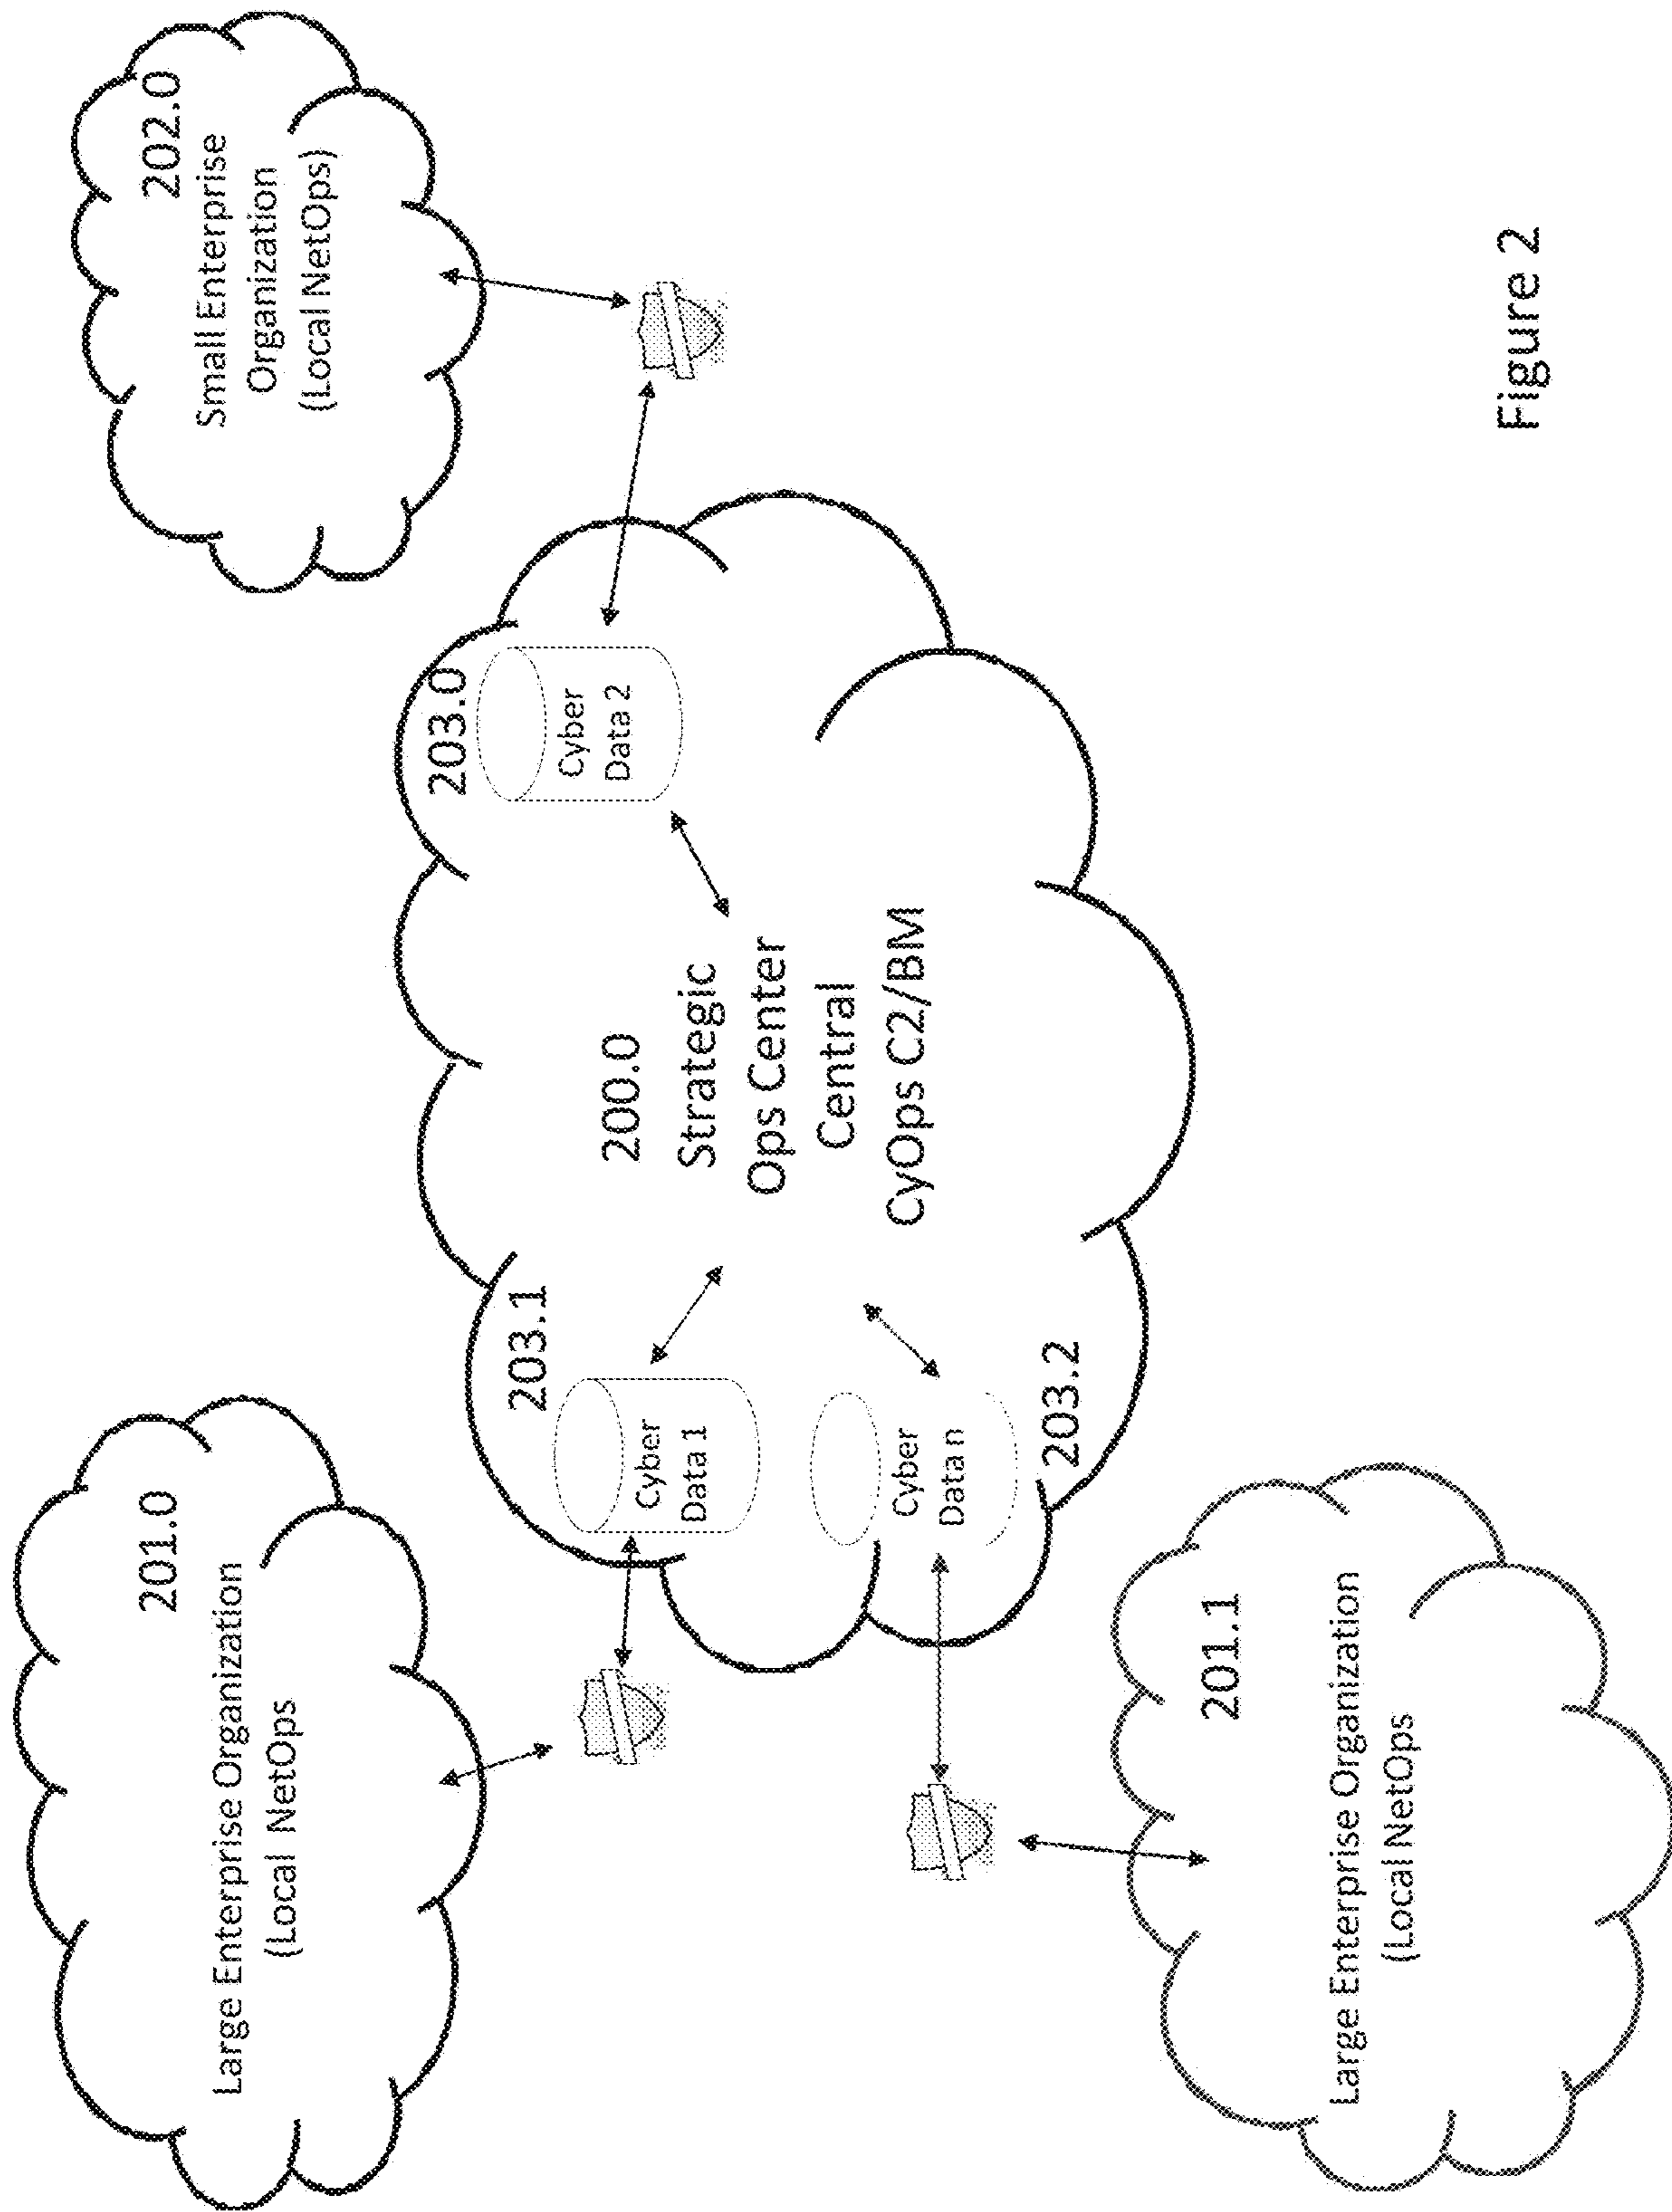 201.0
Large Enterprise Organization
(Local NetOps)
202.0
Small Enterprise
Organization
(Local NetOps)
203.1
Cyber
Data 1
203.0
Cyber
Data 2
200.0
Strategic
Ops Center
Central
CyOps C2/BM
Cyber
Data n
203.2
201.1
Large Enterprise Organization
(Local NetOps
Figure 2